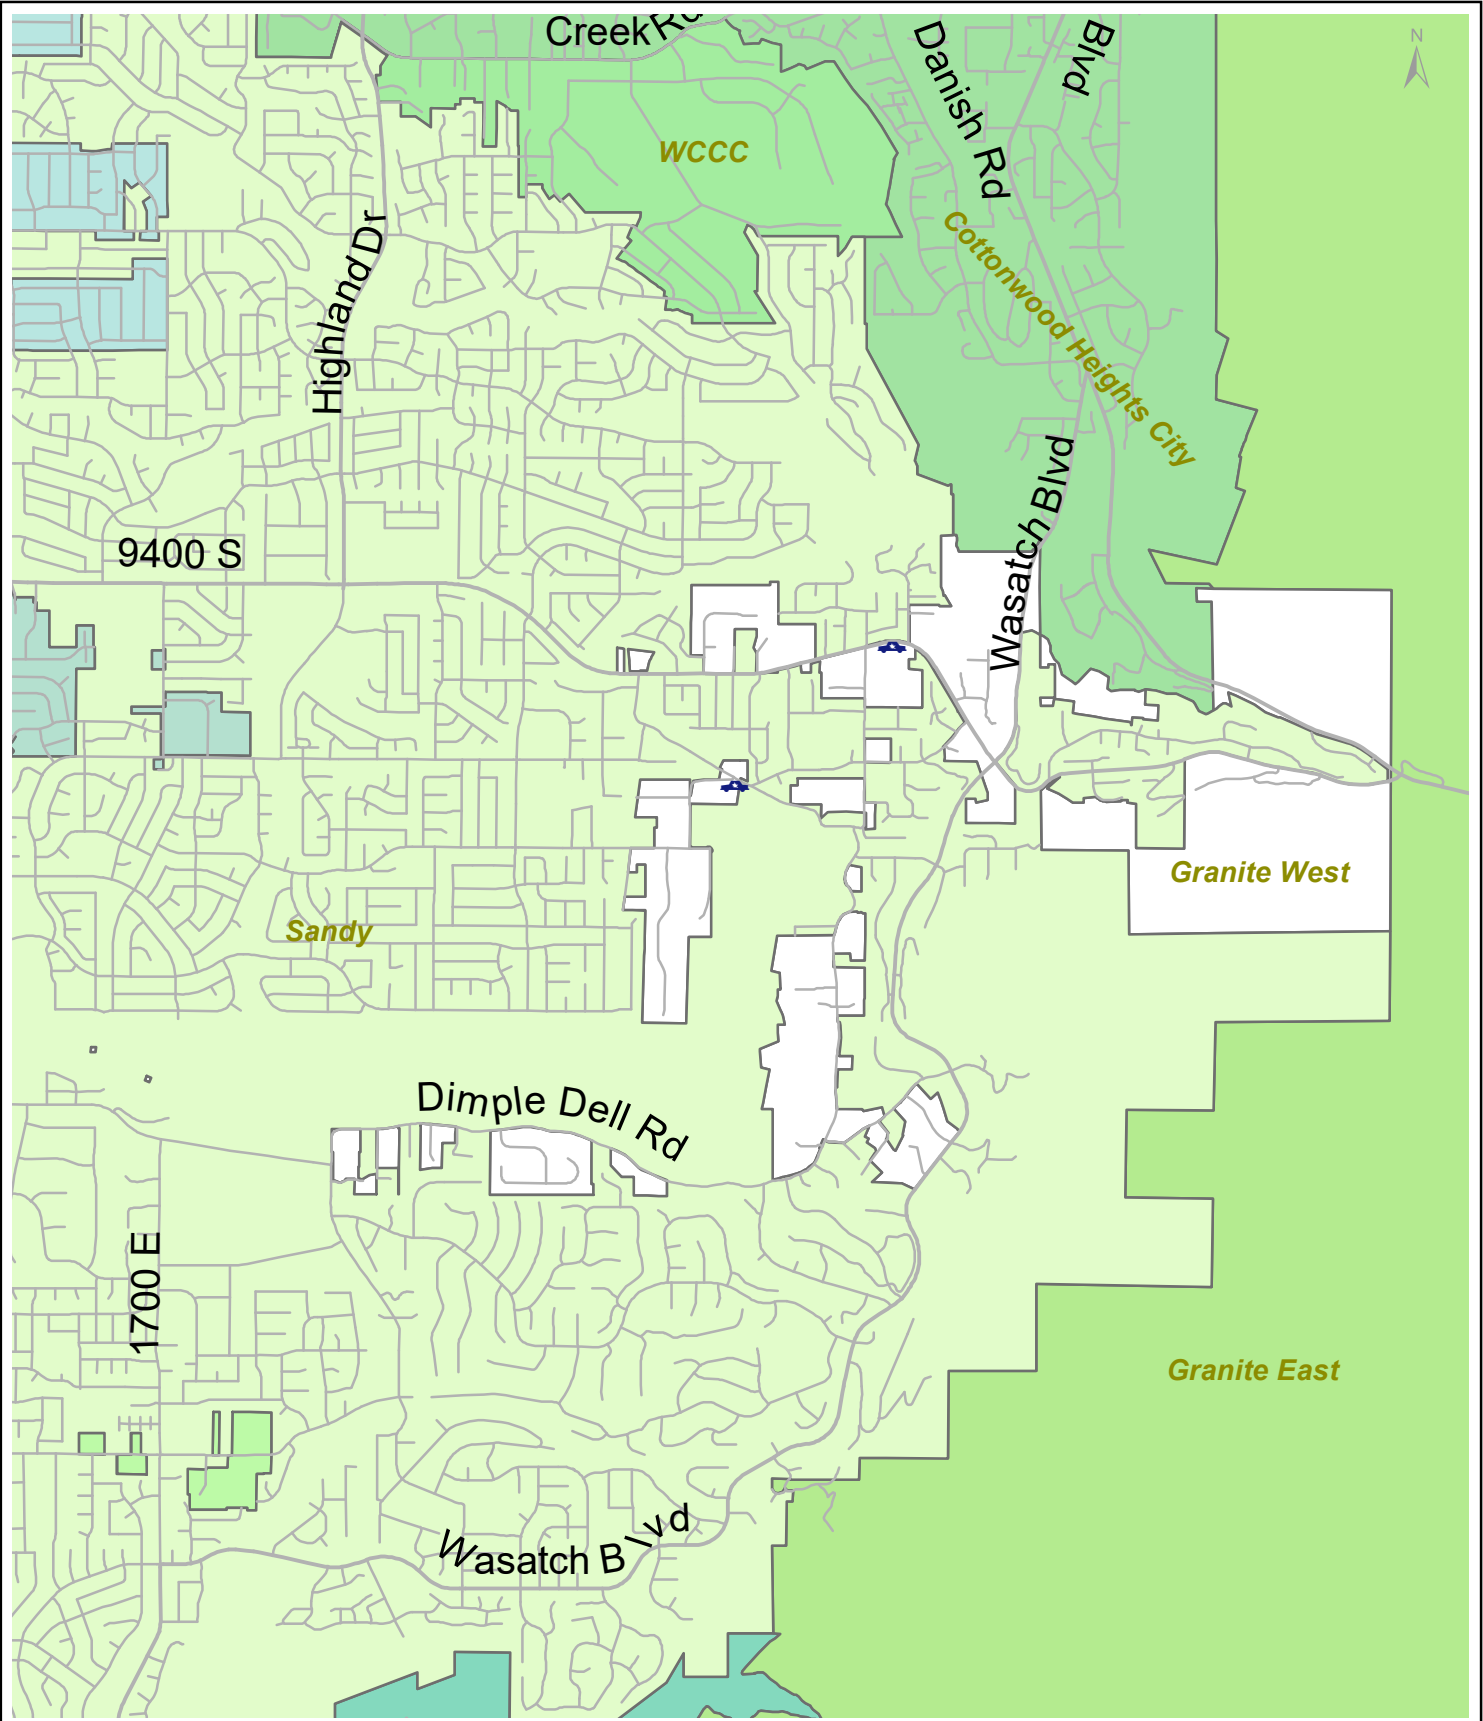 Creek Rd
Danish Rd
Blvd
N
WCCC
Cottonwood Heights City
Highland Dr
Wasatch Blvd
9400 S
Granite West
Sandy
Dimple Dell Rd
1700 E
Granite East
Wasatch Blvd